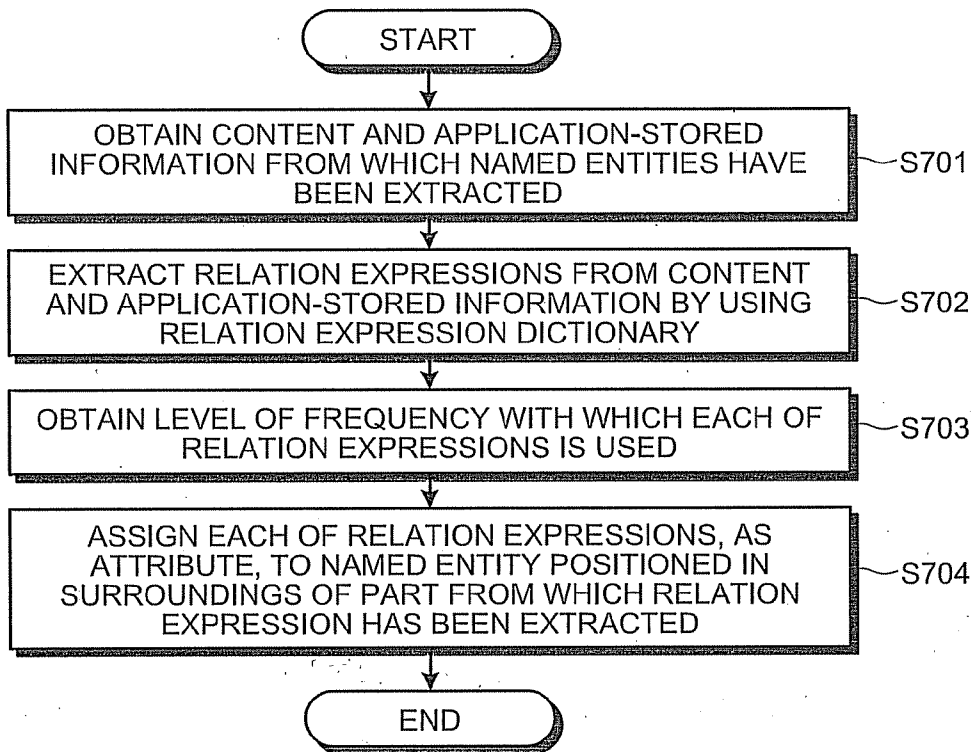 START
OBTAIN CONTENT AND APPLICATION-STORED
INFORMATION FROM WHICH NAMED ENTITIES HAVE
BEEN EXTRACTED
S701
EXTRACT RELATION EXPRESSIONS FROM CONTENT
AND APPLICATION-STORED INFORMATION BY USING
RELATION EXPRESSION DICTIONARY
S702
OBTAIN LEVEL OF FREQUENCY WITH WHICH EACH OF
RELATION EXPRESSIONS IS USED
S703
ASSIGN EACH OF RELATION EXPRESSIONS, AS
ATTRIBUTE, TO NAMED ENTITY POSITIONED IN
SURROUNDINGS OF PART FROM WHICH RELATION
EXPRESSION HAS BEEN EXTRACTED
S704
END